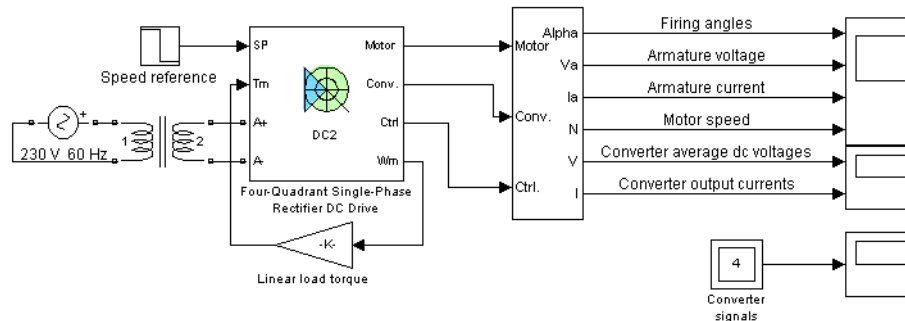 Speed reference
230 V 60 Hz
+
1
2
SP
Tm
A+
A-
Motor
Conv.
Ctrl
Wm
DC2
Four-Quadrant Single-Phase
Rectifier DC Drive
-K-
Linear load torque
Motor
Conv.
Ctrl.
Alpha
Va
Ia
N
V
I
Firing angles
Armature voltage
Armature current
Motor speed
Converter average dc voltages
Converter output currents
4
Converter
signals